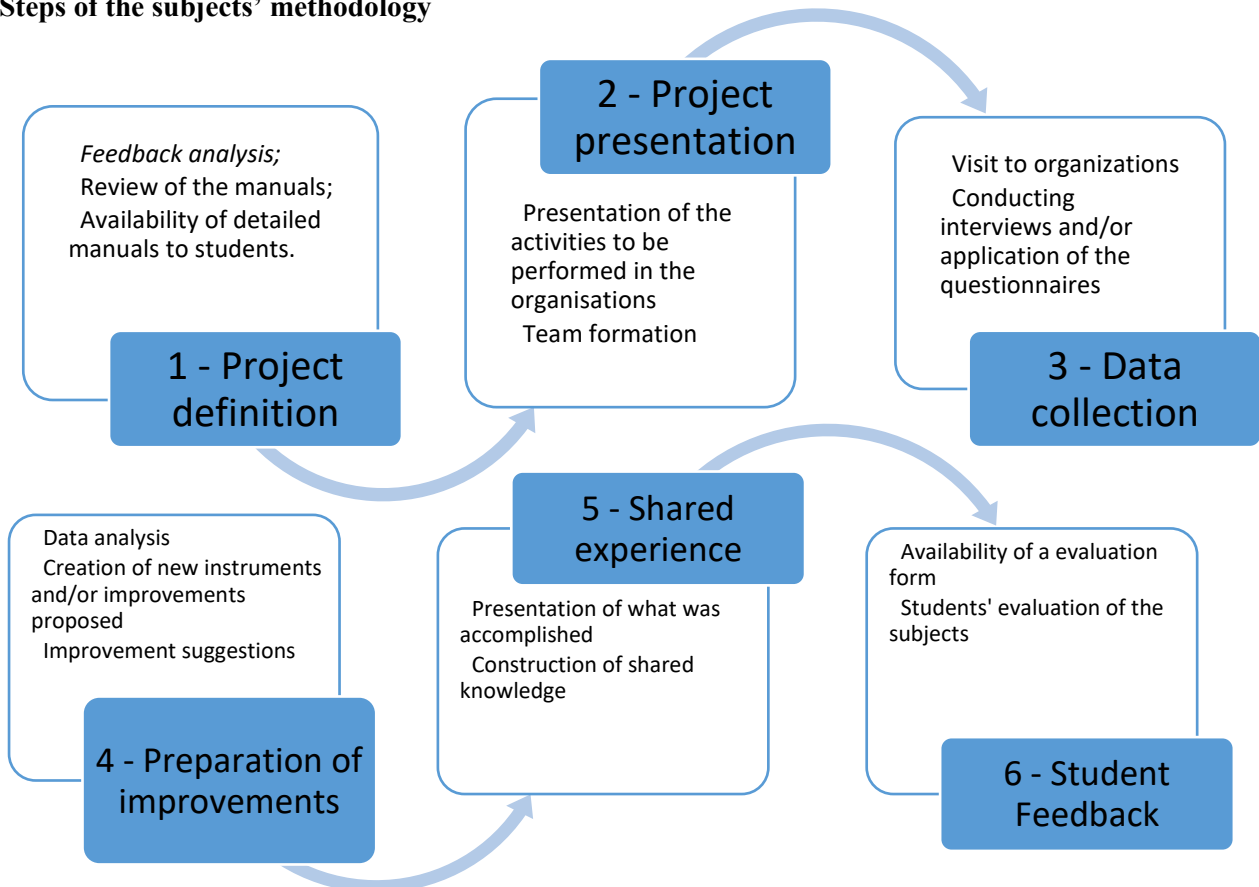 Steps of the subjects' methodology
Feedback analysis;
Review of the manuals;
Availability of detailed
manuals to students.
1 - Project
definition
2 - Project
presentation
Presentation of the
activities to be
performed in the
organisations
Team formation
Visit to organizations
Conducting
interviews and/or
application of the
questionnaires
3 - Data
collection
Data analysis
Creation of new instruments
and/or improvements
proposed
Improvement suggestions
4 - Preparation of
improvements
5 - Shared
experience
Presentation of what was
accomplished
Construction of shared
knowledge
Availability of a evaluation
form
Students' evaluation of the
subjects
6 - Student
Feedback